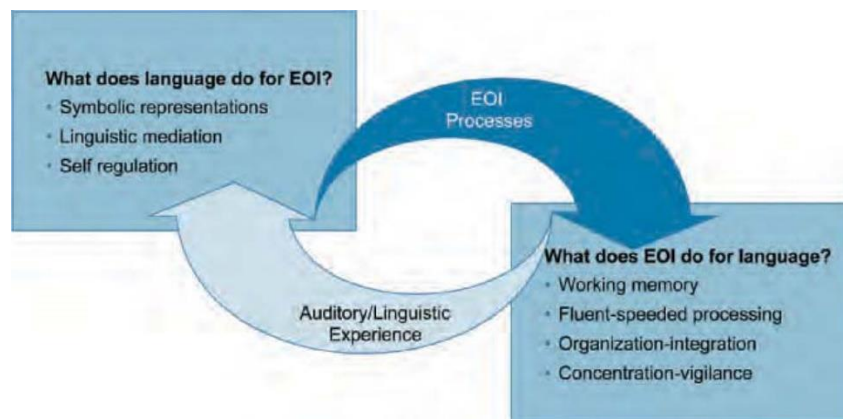 What does language do for EOI?
· Symbolic representations
· Linguistic mediation
· Self regulation
EOI
Processes
What does EOI do for language?
· Working memory
· Fluent-speeded processing
· Organization-integration
· Concentration-vigilance
Auditory/Linguistic
Experience